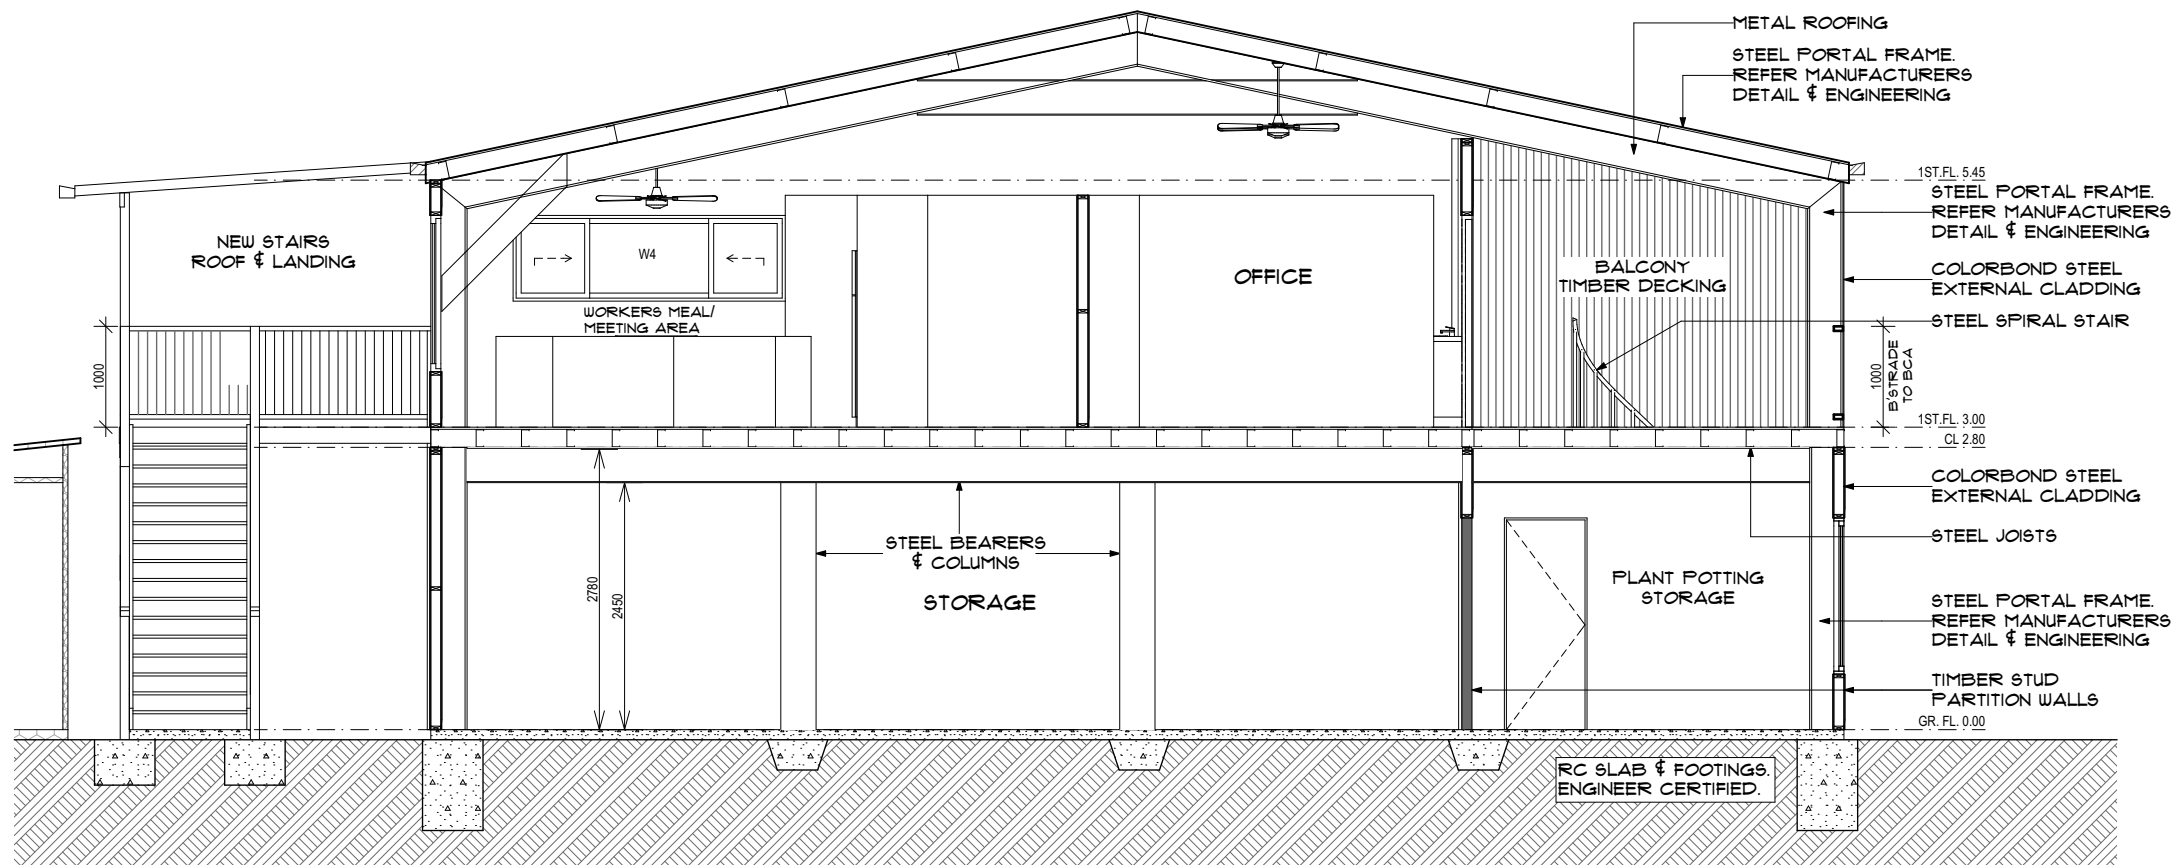 METAL ROOFING
STEEL PORTAL FRAME.
REFER MANUFACTURERS
DETAIL & ENGINEERING
1ST.FL. 5.45
STEEL PORTAL FRAME.
REFER MANUFACTURERS
DETAIL & ENGINEERING
NEW STAIRS
ROOF & LANDING
W4
WORKERS MEAL/
MEETING AREA
OFFICE
BALCONY
TIMBER DECKING
COLORBOND STEEL
EXTERNAL CLADDING
STEEL SPIRAL STAIR
1000
1000
B'STRADE
TO BCA
1ST.FL. 3.00
CL 2.80
COLORBOND STEEL
EXTERNAL CLADDING
STEEL JOISTS
STEEL BEARERS
& COLUMNS
2780
2450
STORAGE
PLANT POTTING
STORAGE
STEEL PORTAL FRAME.
REFER MANUFACTURERS
DETAIL & ENGINEERING
TIMBER STUD
PARTITION WALLS
GR. FL. 0.00
RC SLAB & FOOTINGS.
ENGINEER CERTIFIED.